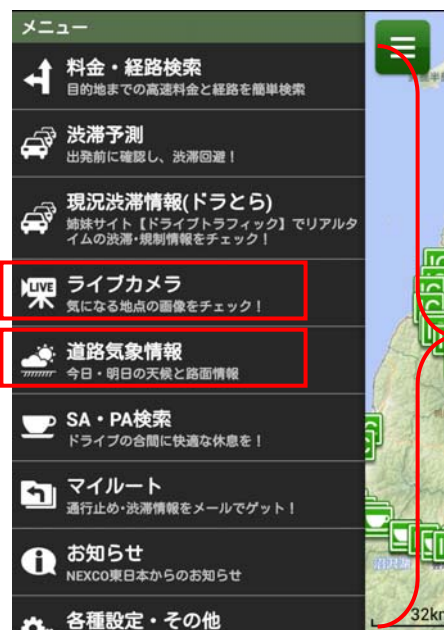 メニュー
料金・経路検索
目的地までの高速料金と経路を簡単検索
渋滞予測
出発前に確認し、渋滞回避！
現況渋滞情報(ドラとら)
姉妹サイト【ドライブトラフィック】でリアルタ
イムの渋滞・規制情報をチェック！
LIVE
ライブカメラ
気になる地点の画像をチェック！
道路気象情報
今日・明日の天候と路面情報
SA・PA検索
ドライブの合間に快適な休息を！
マイルート
通行止め・渋滞情報をメールでゲット！
お知らせ
NEXCO東日本からのお知らせ
各種設定・その他
32km